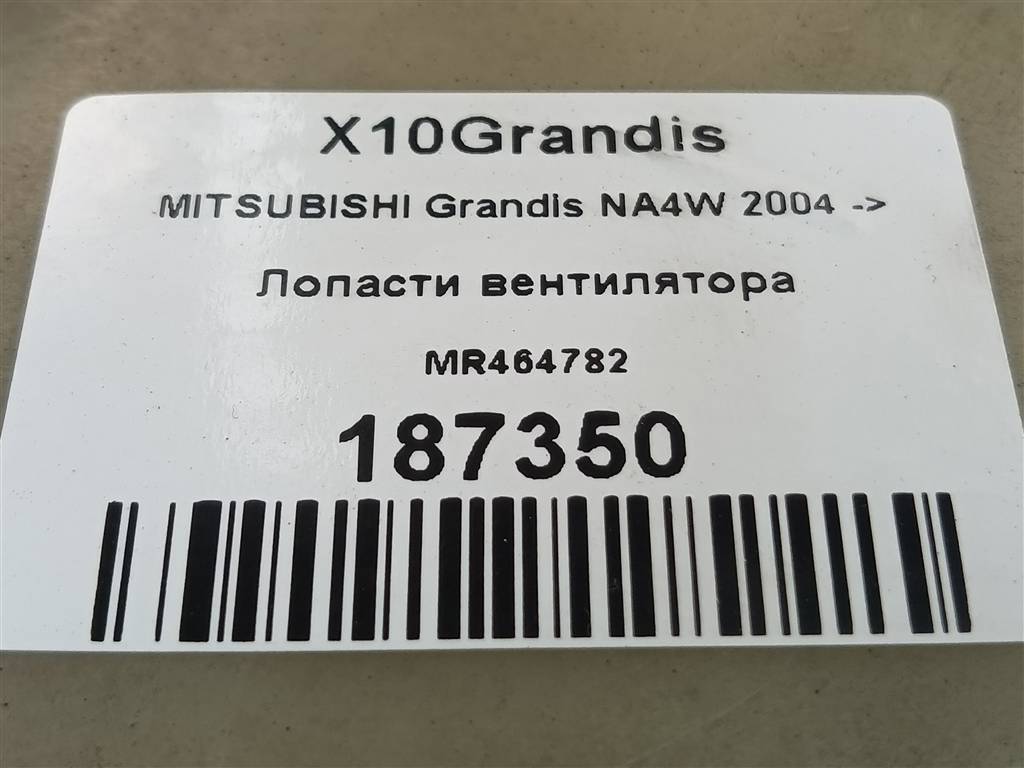 X10Grandis
MITSUBISHI Grandis NA4W 2004 ->
Лопасти вентилятора
MR464782
187350